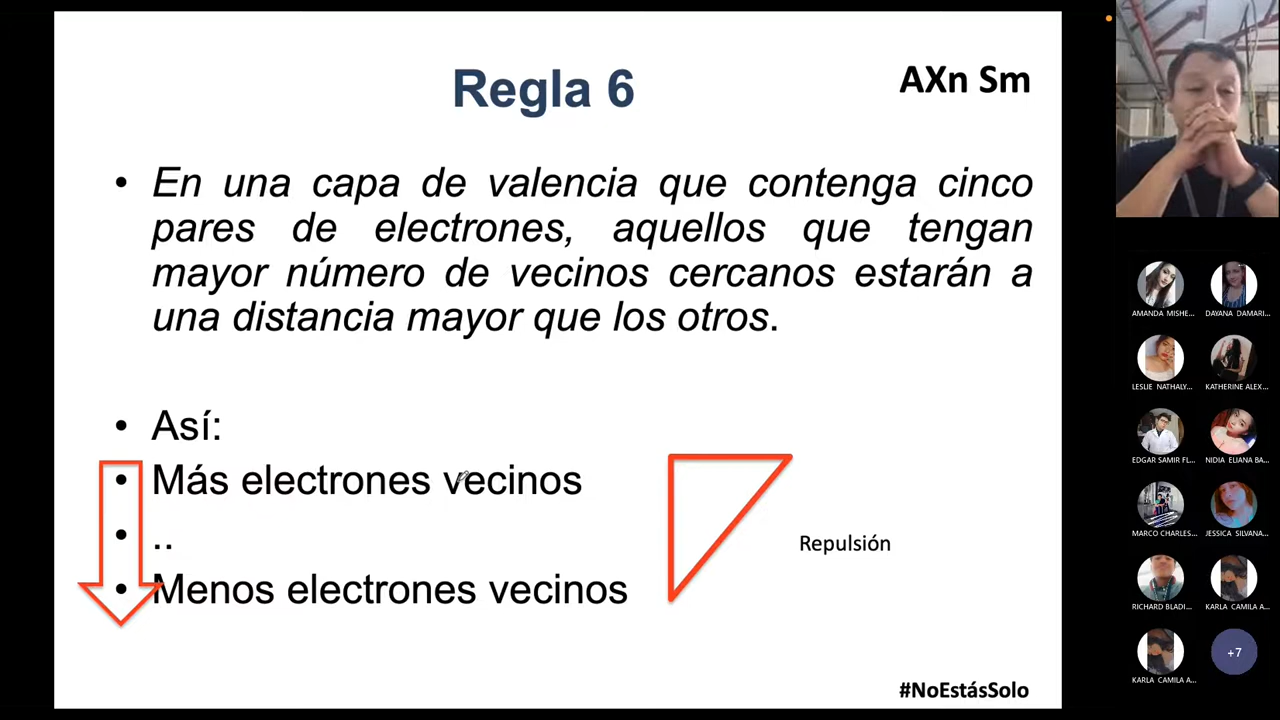 Regla 6
AXn Sm
• En una capa de valencia que contenga cinco
pares de electrones, aquellos que tengan
mayor número de vecinos cercanos estarán a
una distancia mayor que los otros.
• Así:
• Más electrones vecinos
• ..
• Menos electrones vecinos
Repulsión
#NoEstásSolo
AMANDA MISHE...
DAYANA DAMARI...
LESLIE NATHALY...
KATHERINE ALEX...
EDGAR SAMIR FL...
NIDIA ELIANA BA...
MARCO CHARLES...
JESSICA SILVANA...
RICHARD BLADI...
KARLA CAMILA A...
KARLA CAMILA A...
+7